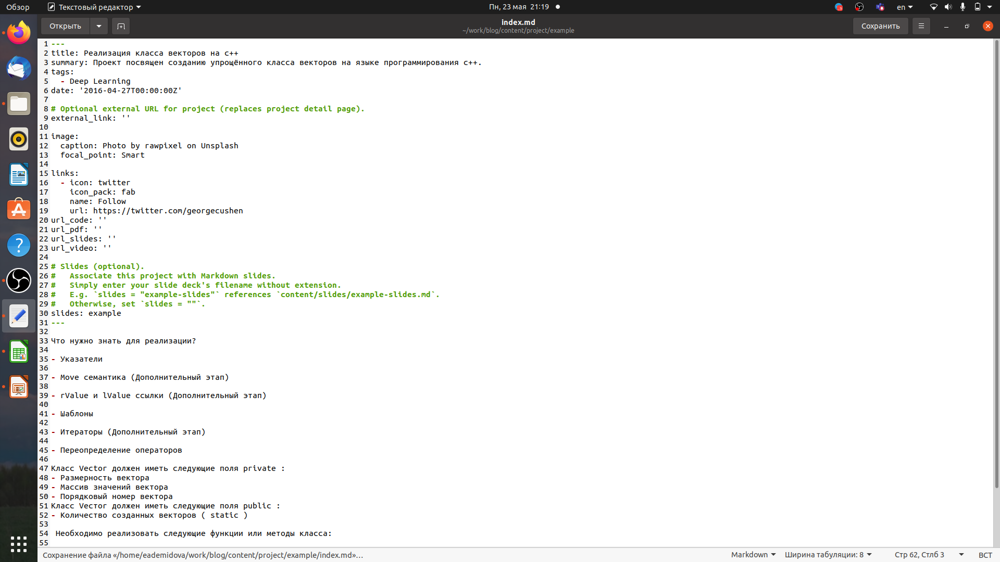 Обзор
Текстовый редактор
Пн, 23 мая 21:19
en
Открыть
index.md
~/work/blog/content/project/example
Сохранить
1 ---
2 title: Реализация класса векторов на c++
3 summary: Проект посвящен созданию упрощённого класса векторов на языке программирования c++.
4 tags:
5   - Deep Learning
6 date: '2016-04-27T00:00:00Z'
7
8 # Optional external URL for project (replaces project detail page).
9 external_link: ''
10
11 image:
12   caption: Photo by rawpixel on Unsplash
13   focal_point: Smart
14
15 links:
16   - icon: twitter
17     icon_pack: fab
18     name: Follow
19     url: https://twitter.com/georgecushen
20 url_code: ''
21 url_pdf: ''
22 url_slides: ''
23 url_video: ''
24
25 # Slides (optional).
26 #   Associate this project with Markdown slides.
27 #   Simply enter your slide deck's filename without extension.
28 #   E.g. `slides = "example-slides"` references `content/slides/example-slides.md`.
29 #   Otherwise, set `slides = ""`.
30 slides: example
31 ---
32
33 Что нужно знать для реализации?
34
35 - Указатели
36
37 - Move семантика (Дополнительный этап)
38
39 - rValue и lValue ссылки (Дополнительный этап)
40
41 - Шаблоны
42
43 - Итераторы (Дополнительный этап)
44
45 - Переопределение операторов
46
47 Класс Vector должен иметь следующие поля private :
48 - Размерность вектора
49 - Массив значений вектора
50 - Порядковый номер вектора
51 Класс Vector должен иметь следующие поля public :
52 - Количество созданных векторов ( static )
53
54  Необходимо реализовать следующие функции или методы класса:
55
Сохранение файла «/home/eademidova/work/blog/content/project/example/index.md»…
Markdown
Ширина табуляции: 8
Стр 62, Стлб 3
ВСТ